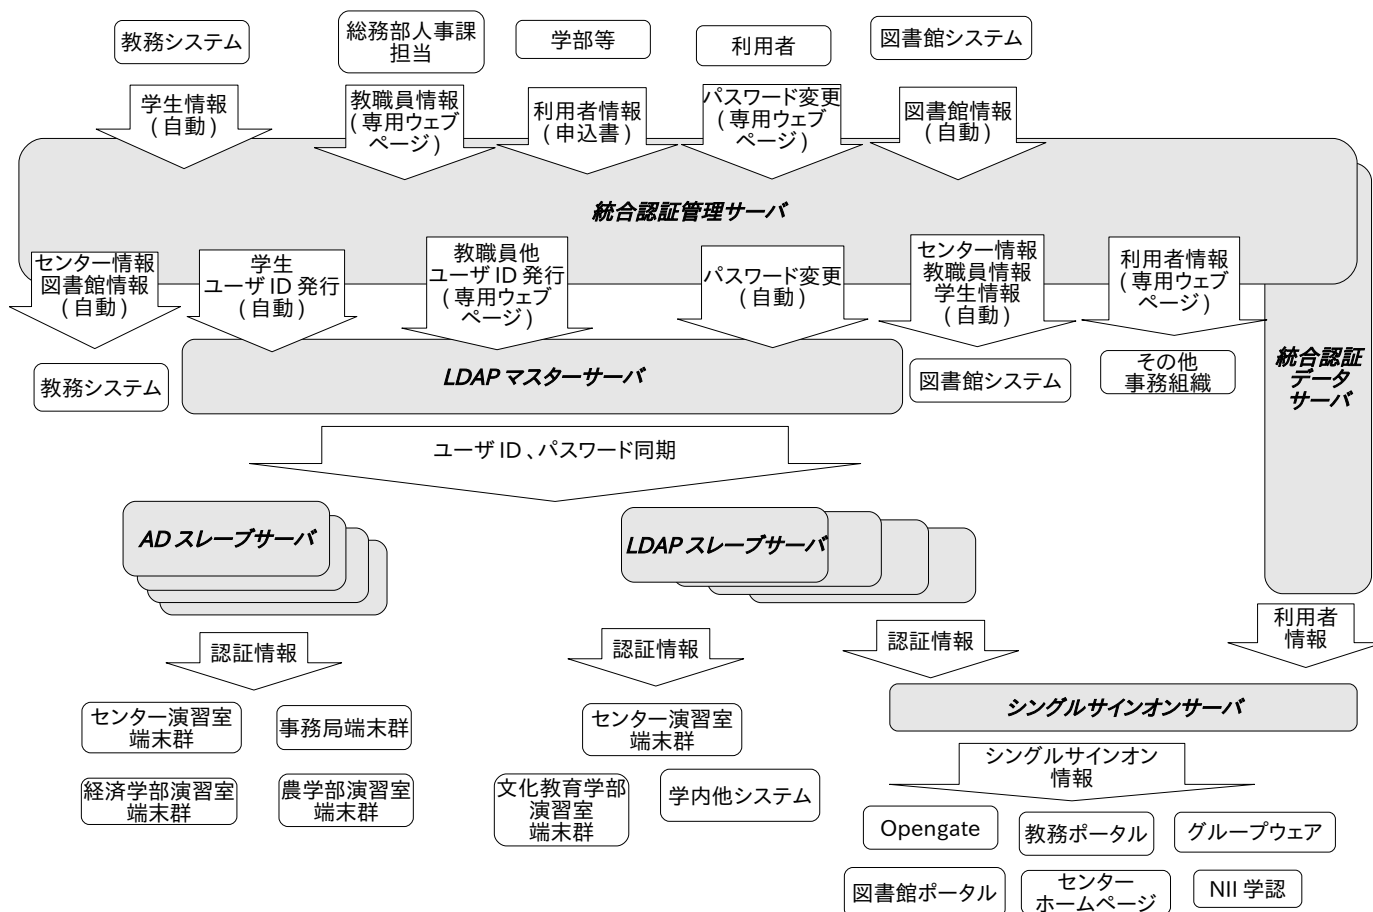 教務システム
総務部人事課
担当
学部等
利用者
図書館システム
学生情報
(自動)
教職員情報
(専用ウェブ
ページ)
利用者情報
(申込書)
パスワード変更
(専用ウェブ
ページ)
図書館情報
(自動)
統合認証管理サーバ
センター情報
図書館情報
(自動)
学生
ユーザID発行
(自動)
教職員他
ユーザID発行
(専用ウェブ
ページ)
パスワード変更
(自動)
センター情報
教職員情報
学生情報
(自動)
利用者情報
(専用ウェブ
ページ)
教務システム
LDAPマスターサーバ
図書館システム
その他
事務組織
統合認証
データ
サーバ
ユーザID、パスワード同期
ADスレーブサーバ
LDAPスレーブサーバ
認証情報
認証情報
認証情報
利用者
情報
センター演習室
端末群
事務局端末群
経済学部演習室
端末群
農学部演習室
端末群
センター演習室
端末群
文化教育学部
演習室
端末群
学内他システム
シングルサインオンサーバ
シングルサインオン
情報
Opengate
教務ポータル
グループウェア
図書館ポータル
センター
ホームページ
NII学認